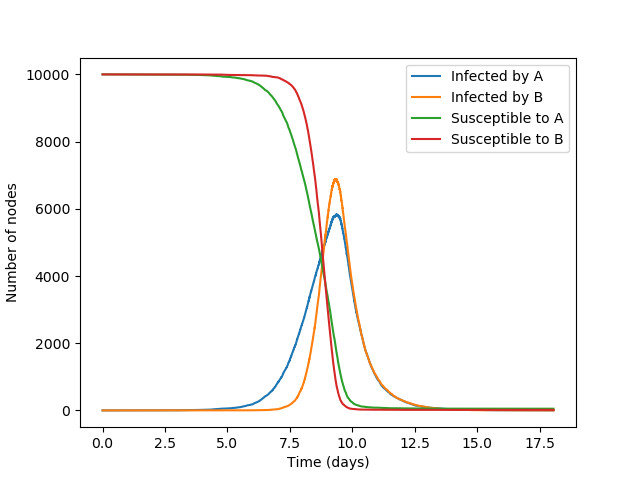 Infected by A
Infected by B
Susceptible to A
Susceptible to B
10000
8000
6000
4000
2000
0
Number of nodes
0.0 2.5 5.0 7.5 10.0 12.5 15.0 17.5
Time (days)